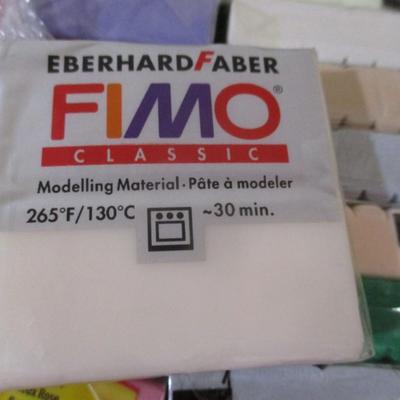 EBERHARDFABER
FIMO®
CLASSIC
Modelling Material · Pâte à modeler
265°F/130°C ~30 min.